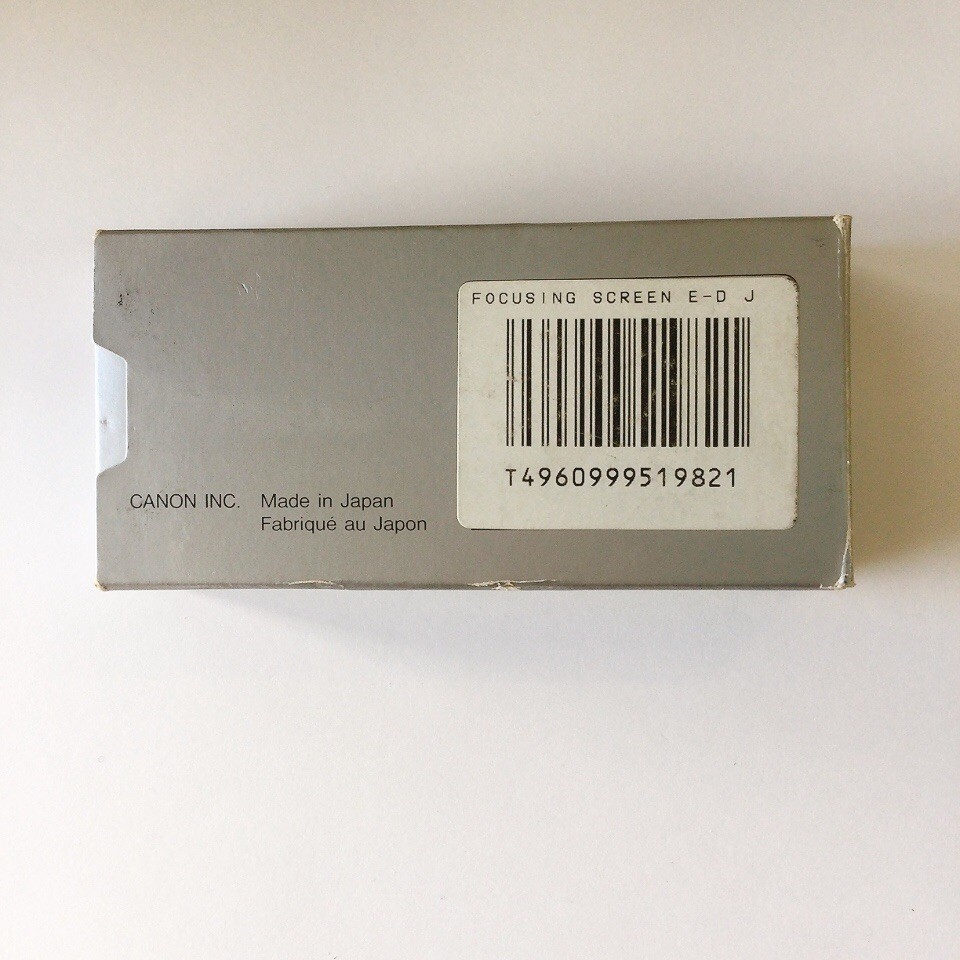 FOCUSING SCREEN E-D J
T4960999519821
CANON INC. Made in Japan
Fabriqué au Japon